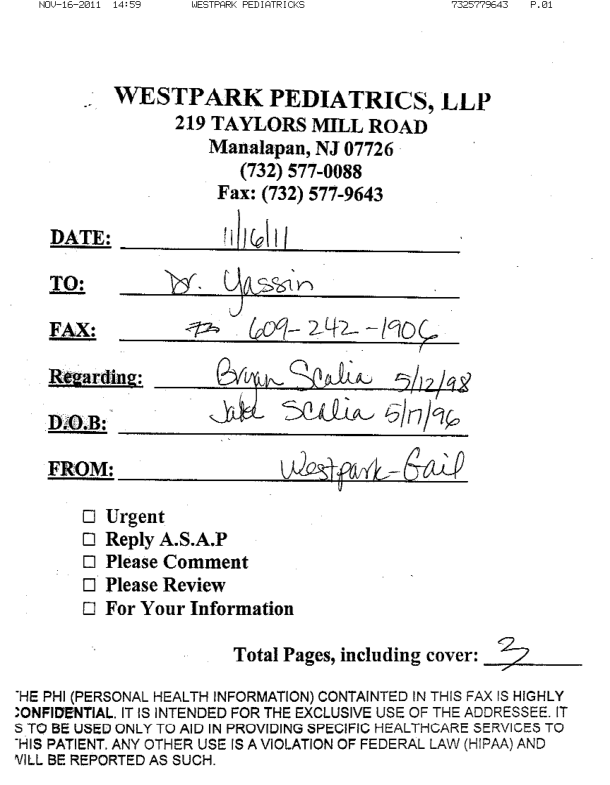 NOV-16-2011 14:59 WESTPARK PEDIATRICKS 7325779643 P.01
WESTPARK PEDIATRICS, LLP
219 TAYLORS MILL ROAD
Manalapan, NJ 07726
(732) 577-0088
Fax: (732) 577-9643
DATE: 11/16/11
TO: Dr. Yassin
FAX: 609-242-1906
Regarding: Bryan Scalia 5/12/98
D.O.B: Jake Scalia 5/17/96
FROM: Westpark-Gail
☐ Urgent
☐ Reply A.S.A.P
☐ Please Comment
☐ Please Review
☐ For Your Information
Total Pages, including cover: 3
THE PHI (PERSONAL HEALTH INFORMATION) CONTAINTED IN THIS FAX IS HIGHLY
CONFIDENTIAL. IT IS INTENDED FOR THE EXCLUSIVE USE OF THE ADDRESSEE. IT
S TO BE USED ONLY TO AID IN PROVIDING SPECIFIC HEALTHCARE SERVICES TO
THIS PATIENT. ANY OTHER USE IS A VIOLATION OF FEDERAL LAW (HIPAA) AND
WILL BE REPORTED AS SUCH.